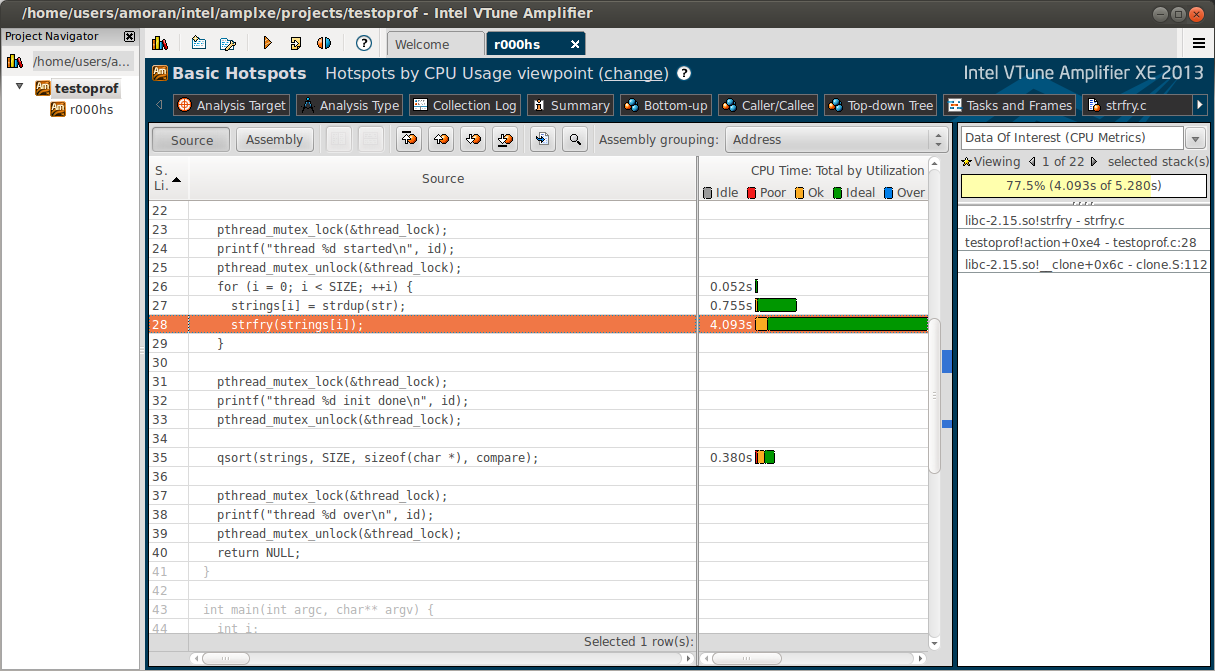 /home/users/amoran/intel/amplxe/projects/testoprof - Intel VTune Amplifier
Project Navigator
/home/users/a...
testoprof
r000hs
Welcome
r000hs
Basic Hotspots Hotspots by CPU Usage viewpoint (change)
Intel VTune Amplifier XE 2013
Analysis Target
Analysis Type
Collection Log
Summary
Bottom-up
Caller/Callee
Top-down Tree
Tasks and Frames
strfry.c
Source
Assembly
Assembly grouping: Address
S. Li.
Source
CPU Time: Total by Utilization
Idle Poor Ok Ideal Over
22
23 pthread_mutex_lock(&thread_lock);
24 printf("thread %d started\n", id);
25 pthread_mutex_unlock(&thread_lock);
26 for (i = 0; i < SIZE; ++i) { 0.052s
27 strings[i] = strdup(str); 0.755s
28 strfry(strings[i]); 4.093s
29 }
30
31 pthread_mutex_lock(&thread_lock);
32 printf("thread %d init done\n", id);
33 pthread_mutex_unlock(&thread_lock);
34
35 qsort(strings, SIZE, sizeof(char *), compare); 0.380s
36
37 pthread_mutex_lock(&thread_lock);
38 printf("thread %d over\n", id);
39 pthread_mutex_unlock(&thread_lock);
40 return NULL;
41 }
42
43 int main(int argc, char** argv) {
44 int i;
Selected 1 row(s):
Data Of Interest (CPU Metrics)
Viewing 1 of 22 selected stack(s)
77.5% (4.093s of 5.280s)
libc-2.15.so!strfry - strfry.c
testoprof!action+0xe4 - testoprof.c:28
libc-2.15.so!__clone+0x6c - clone.S:112